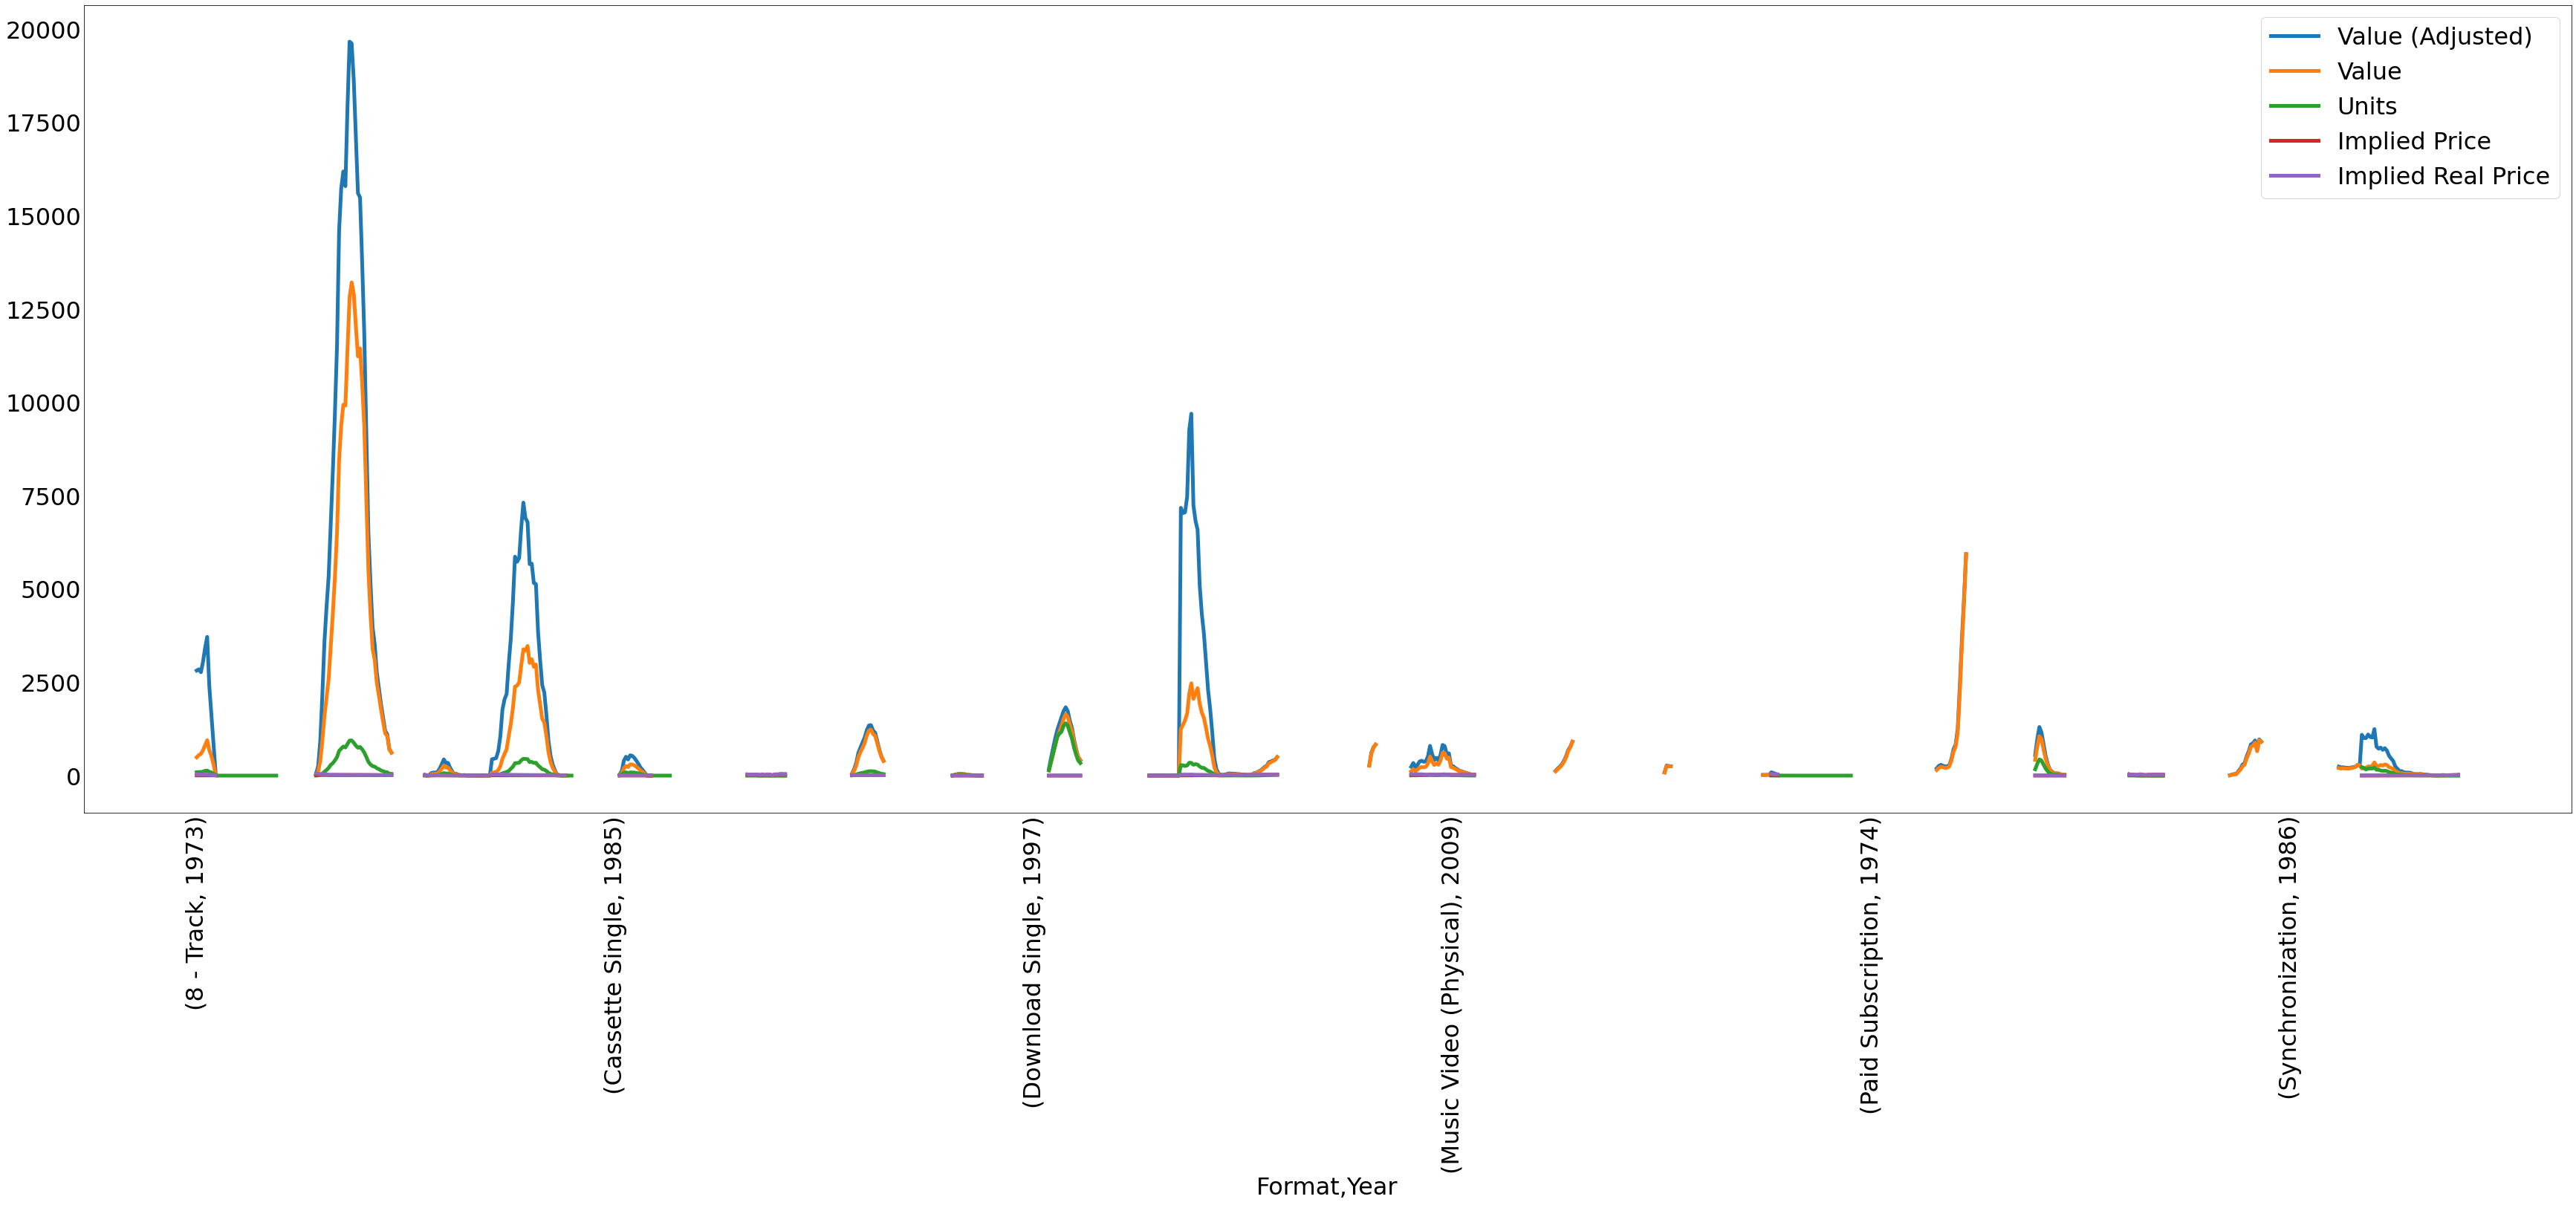 20000
17500
15000
12500
10000
7500
5000
2500
0
Value (Adjusted)
Value
Units
Implied Price
Implied Real Price
(8 - Track, 1973)
(Cassette Single, 1985)
(Download Single, 1997)
(Music Video (Physical), 2009)
(Paid Subscription, 1974)
(Synchronization, 1986)
Format,Year